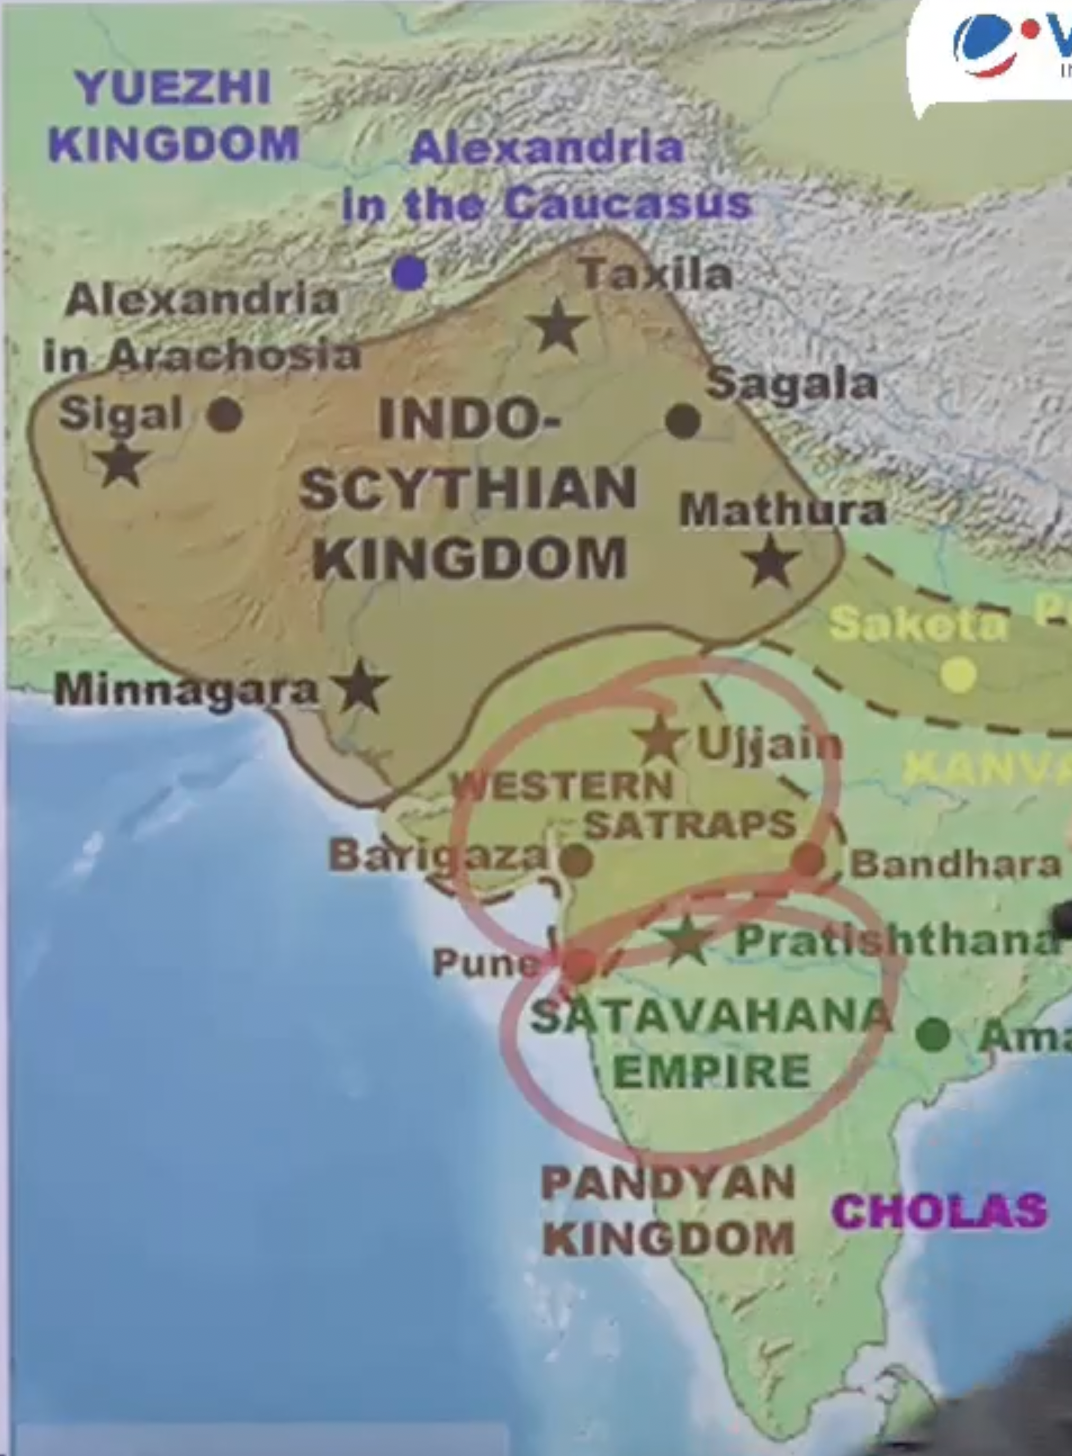 YUEZHI
KINGDOM
Alexandria
in the Caucasus
Taxila
Alexandria
in Arachosia
Sagala
Sigal
INDO-
SCYTHIAN
KINGDOM
Mathura
Saketa
Minnagara
Ujjain
KANVA
WESTERN
SATRAPS
Barigaza
Bandhara
Pratishthana
Pune
SATAVAHANA
EMPIRE
PANDYAN
KINGDOM
CHOLAS